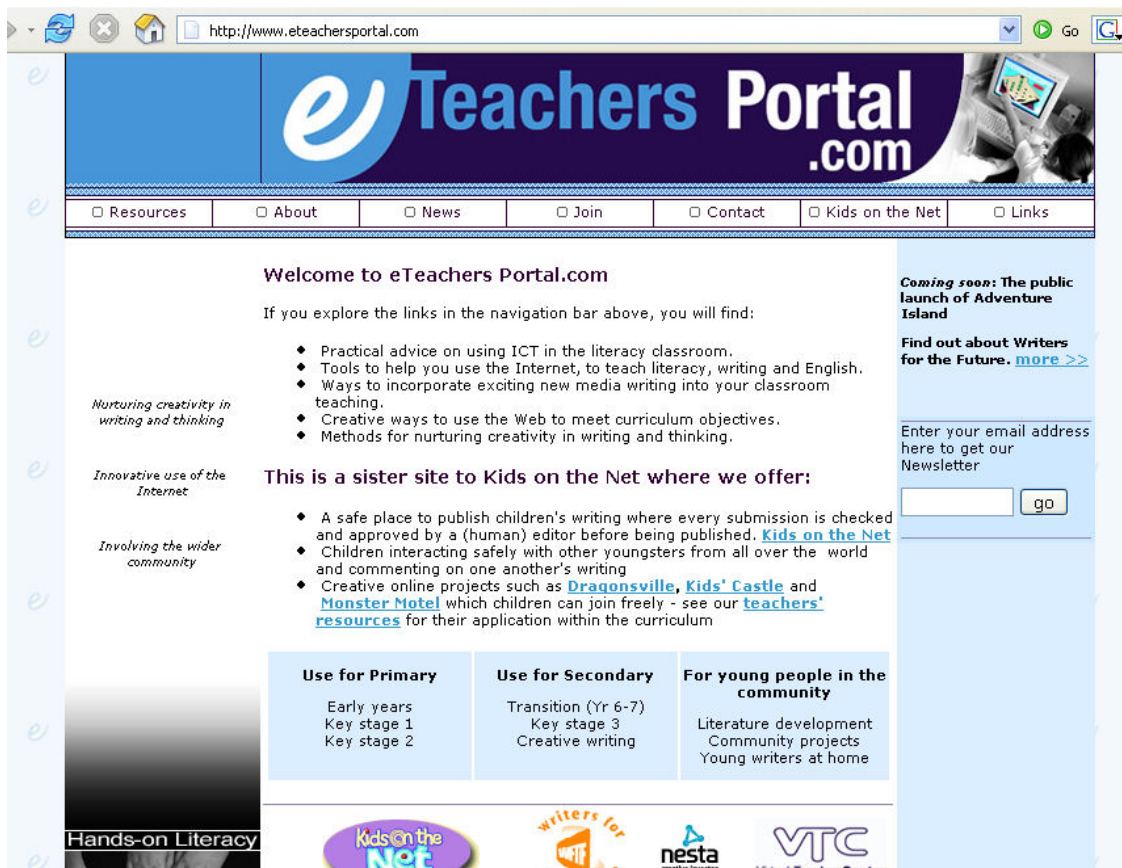 http://www.eteachersportal.com
Go
eTeachers Portal
.com
Resources About News Join Contact Kids on the Net Links
Welcome to eTeachers Portal.com
If you explore the links in the navigation bar above, you will find:
Practical advice on using ICT in the literacy classroom.
Tools to help you use the Internet, to teach literacy, writing and English.
Ways to incorporate exciting new media writing into your classroom
teaching.
Creative ways to use the Web to meet curriculum objectives.
Methods for nurturing creativity in writing and thinking.
Nurturing creativity in
writing and thinking
Innovative use of the
Internet
Involving the wider
community
This is a sister site to Kids on the Net where we offer:
A safe place to publish children's writing where every submission is checked
and approved by a (human) editor before being published. Kids on the Net
Children interacting safely with other youngsters from all over the world
and commenting on one another's writing
Creative online projects such as Dragonsville, Kids' Castle and
Monster Motel which children can join freely - see our teachers'
resources for their application within the curriculum
Coming soon: The public
launch of Adventure
Island
Find out about Writers
for the Future. more >>
Enter your email address
here to get our
Newsletter
go
Use for Primary
Early years
Key stage 1
Key stage 2
Use for Secondary
Transition (Yr 6-7)
Key stage 3
Creative writing
For young people in the
community
Literature development
Community projects
Young writers at home
Hands-on Literacy
Kids on the
Net
writers for
WFTF
nesta
VTC